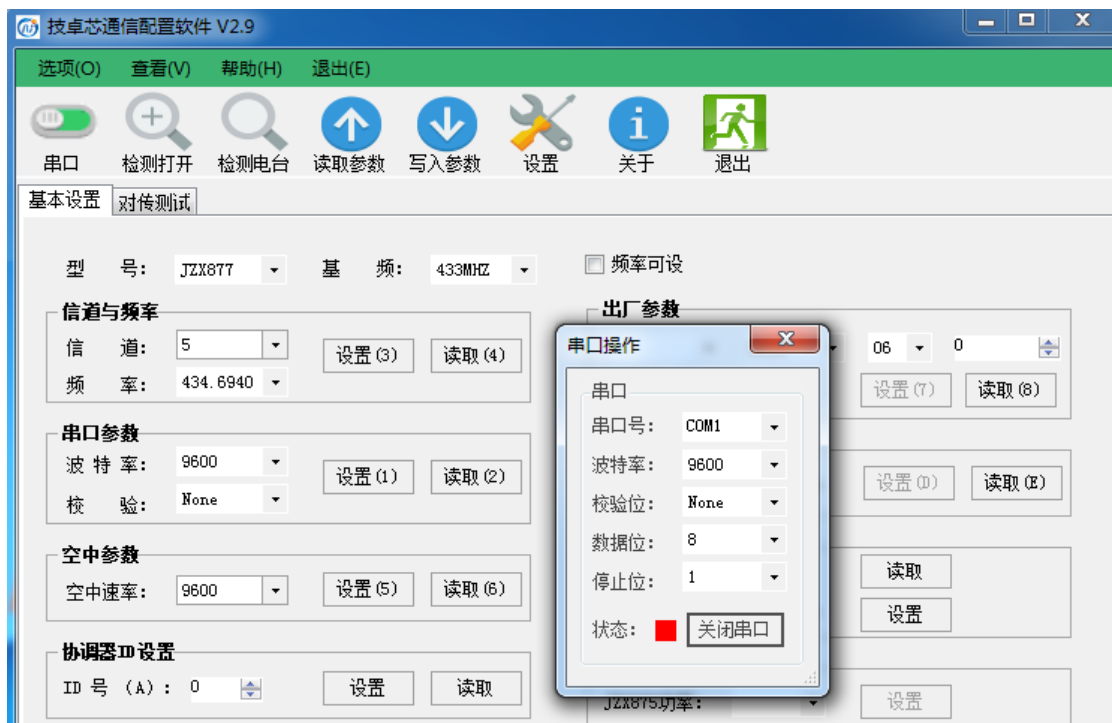 技卓芯通信配置软件 V2.9
选项(O) 查看(V) 帮助(H) 退出(E)
串口 检测打开 检测电台 读取参数 写入参数 设置 关于 退出
基本设置 对传测试
型 号: JZX877 基 频: 433MHZ 频率可设
信道与频率
信 道: 5 设置(3) 读取(4)
频 率: 434.6940
串口参数
波 特 率: 9600 设置(1) 读取(2)
校 验: None
空中参数
空中速率: 9600 设置(5) 读取(6)
协调器ID设置
ID 号 (A): 0 设置 读取
出厂参数
06 0
设置(7) 读取(8)
设置(D) 读取(E)
读取
设置
JZX875功率: 设置
串口操作
串口
串口号: COM1
波特率: 9600
校验位: None
数据位: 8
停止位: 1
状态: 关闭串口